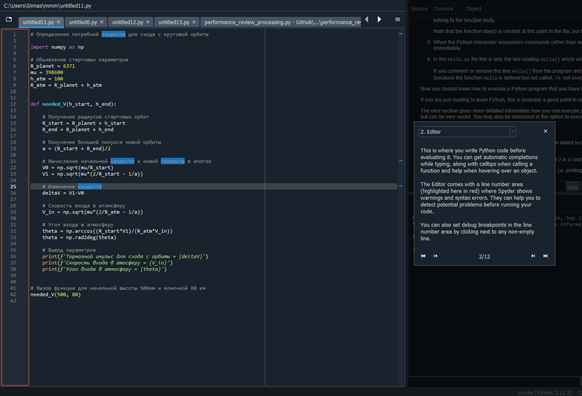 C:\Users\Dimas\mmm\untitled11.py
untitled11.py untitled0.py untitled12.py untitled13.py performance_review_processing.py - GitHub\...\performance_rev
Source Console Object
1 # Определение потребной скорости для схода с круговой орбиты
2
3 import numpy as np
4
5 # Объявление стартовых параметров
6 R_planet = 6371
7 mu = 398600
8 h_atm = 100
9 R_atm = R_planet + h_atm
10
11
12 def needed_V(h_start, h_end):
13
14 # Получение радиусов стартовых орбит
15 R_start = R_planet + h_start
16 R_end = R_planet + h_end
17
18 # Получение большей полуоси новой орбиты
19 a = (R_start + R_end)/2
20
21 # Вычисление начальной скорости и новой скорости в апогее
22 V0 = np.sqrt(mu/R_start)
23 V1 = np.sqrt(mu*(2/R_start - 1/a))
24
25 # Изменение скорости
26 deltaV = V1-V0
27
28 # Скорость входа в атмосферу
29 V_in = np.sqrt(mu*(2/R_atm - 1/a))
30
31 # Угол входа в атмосферу
32 theta = np.arccos((R_start*V1)/(R_atm*V_in))
33 theta = np.rad2deg(theta)
34
35 # Вывод параметров
36 print(f'Тормозной импульс для схода с орбиты = {deltaV}')
37 print(f'Скорость входа в атмосферу = {V_in}')
38 print(f'Угол входа в атмосферу = {theta}')
39
40
41 # Вызов функции для начальной высоты 500км и конечной 80 км
42 needed_V(500, 80)
43
belong to the function body.
Note that the function object is created at this point in the file, but
3. When the Python interpreter encounters commands (other than
immediately.
4. In the hello.py file this is only the line reading hello() which
If you comment or remove the line hello() from the program and
(because the function hello is defined but not called, i.e. not
Now you should know how to execute a Python program that you have
If you are just starting to learn Python, this is probably a good point to
The next section gives more detailed information how you can execute
but can be very useful. You may also be interested in the option to
2. Editor
This is where you write Python code before
evaluating it. You can get automatic completions
while typing, along with calltips when calling a
function and help when hovering over an object.
The Editor comes with a line number area
(highlighted here in red) where Spyder shows
warnings and syntax errors. They can help you to
detect potential problems before running your
code.
You can also set debug breakpoints in the line
number area by clicking next to any non-empty
line.
2/12